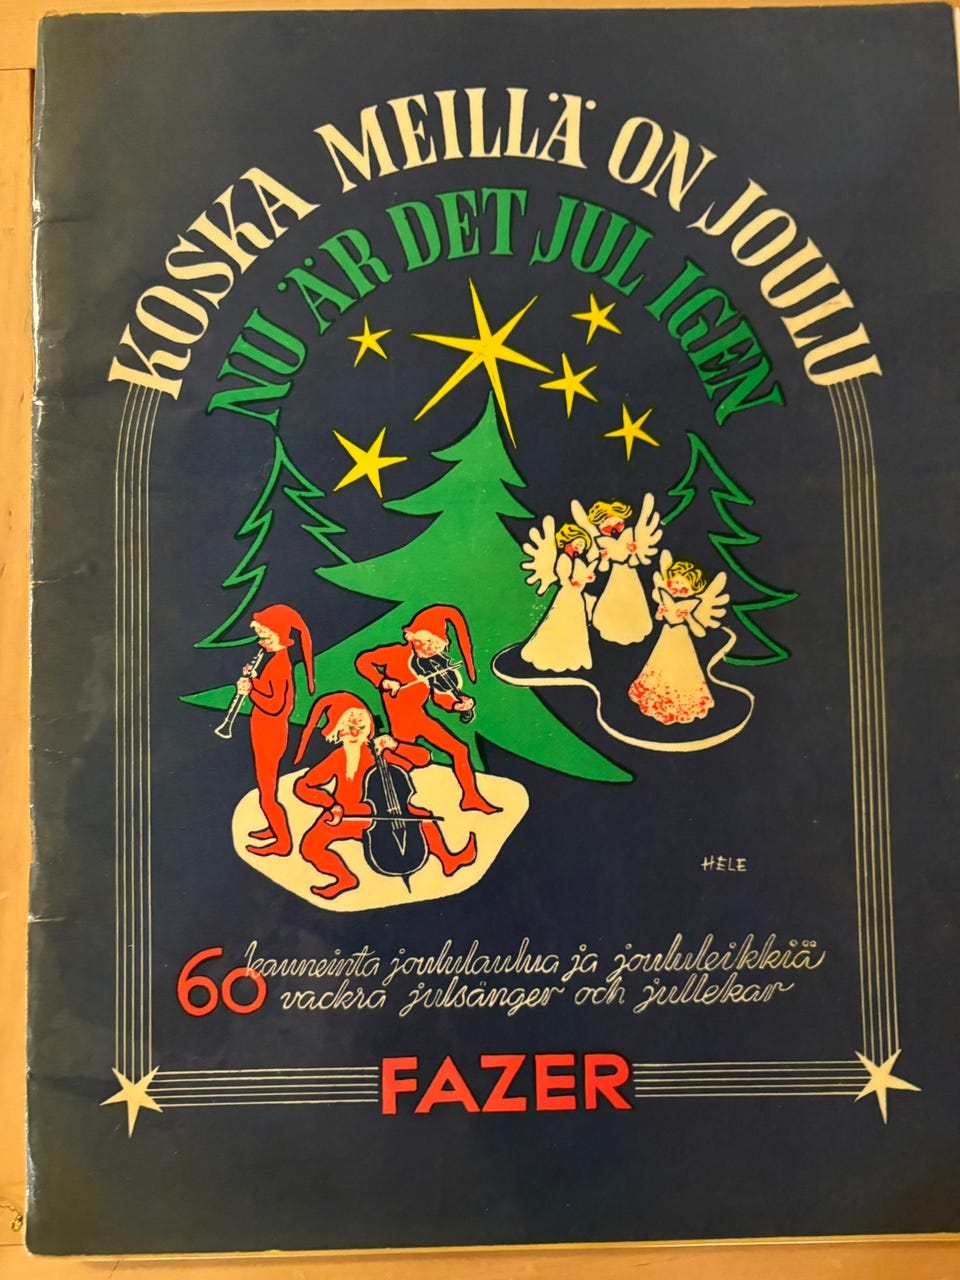 KOSKA MEILLÄ ON JOULU
NU ÄR DET JUL IGEN
HELE
60 kauneinta joululaulua ja joululeikkiä
vackra julsånger och jullekar
FAZER